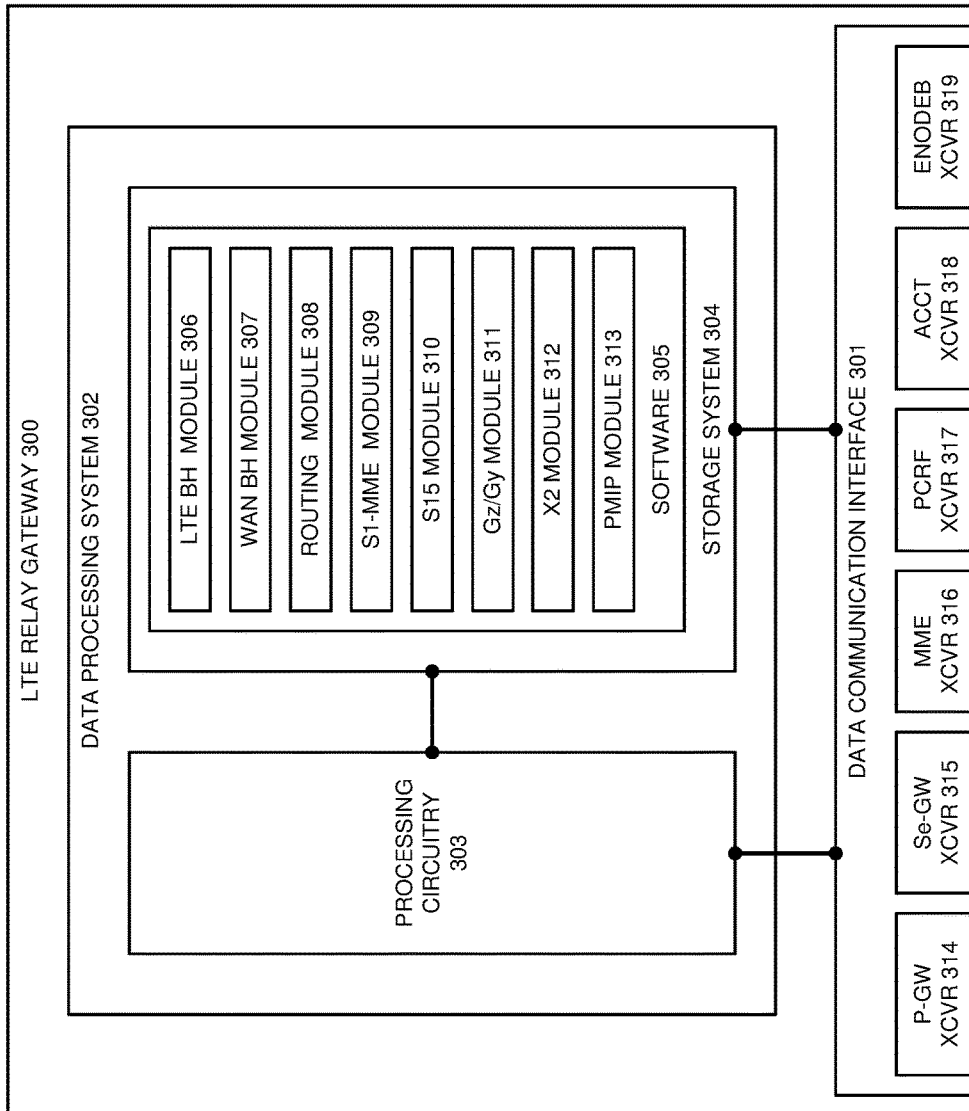 LTE RELAY GATEWAY 300
DATA PROCESSING SYSTEM 302
PROCESSING
CIRCUITRY
303
LTE BH MODULE 306
WAN BH MODULE 307
ROUTING MODULE 308
S1-MME MODULE 309
S15 MODULE 310
Gz/Gy MODULE 311
X2 MODULE 312
PMIP MODULE 313
SOFTWARE 305
STORAGE SYSTEM 304
DATA COMMUNICATION INTERFACE 301
P-GW
XCVR 314
Se-GW
XCVR 315
MME
XCVR 316
PCRF
XCVR 317
ACCT
XCVR 318
ENODEB
XCVR 319